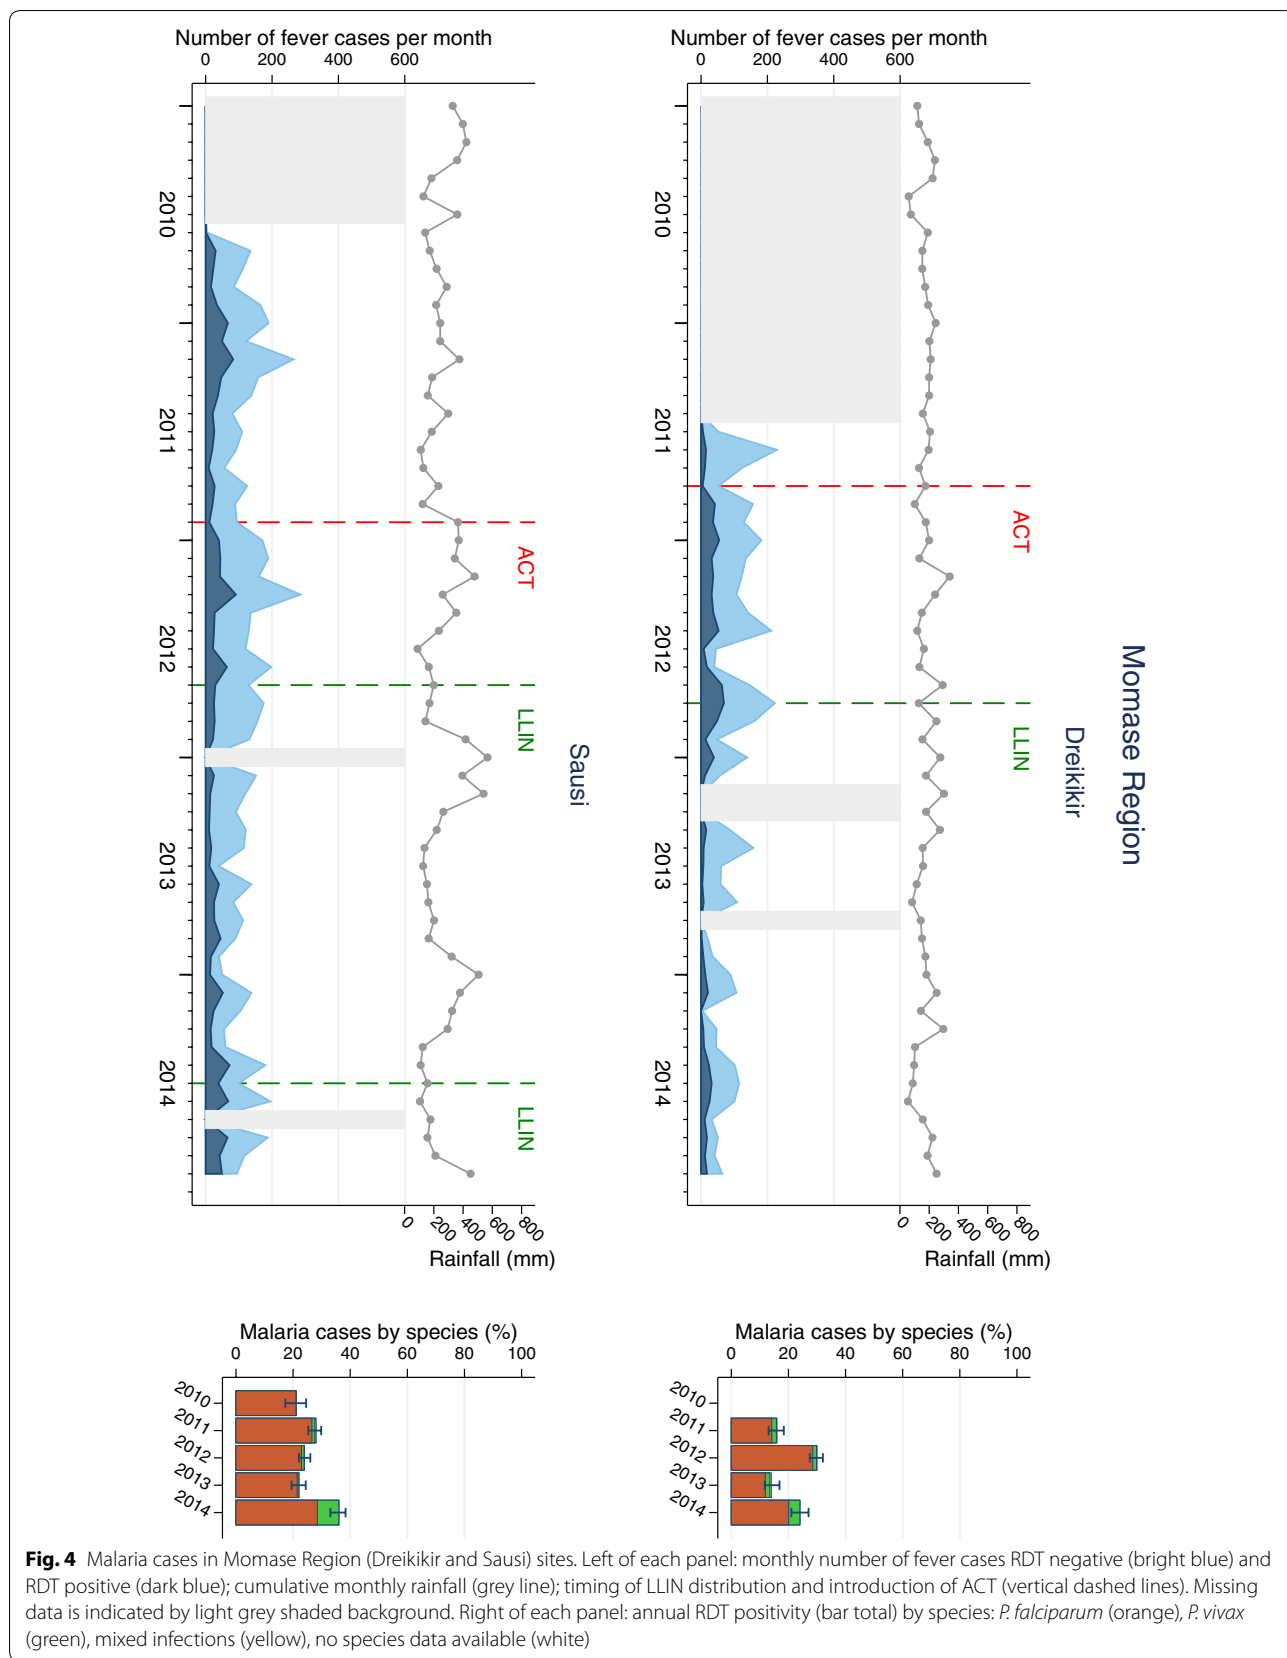 Momase Region
Dreikikir
Number of fever cases per month
0 200 400 600
2010
2011
2012
2013
2014
ACT
LLIN
0 200 400 600 800
Rainfall (mm)
Malaria cases by species (%)
0 20 40 60 80 100
2010
2011
2012
2013
2014
Sausi
Number of fever cases per month
0 200 400 600
2010
2011
2012
2013
2014
ACT
LLIN
LLIN
0 200 400 600 800
Rainfall (mm)
Malaria cases by species (%)
0 20 40 60 80 100
2010
2011
2012
2013
2014
Fig. 4 Malaria cases in Momase Region (Dreikikir and Sausi) sites. Left of each panel: monthly number of fever cases RDT negative (bright blue) and
RDT positive (dark blue); cumulative monthly rainfall (grey line); timing of LLIN distribution and introduction of ACT (vertical dashed lines). Missing
data is indicated by light grey shaded background. Right of each panel: annual RDT positivity (bar total) by species: P. falciparum (orange), P. vivax
(green), mixed infections (yellow), no species data available (white)